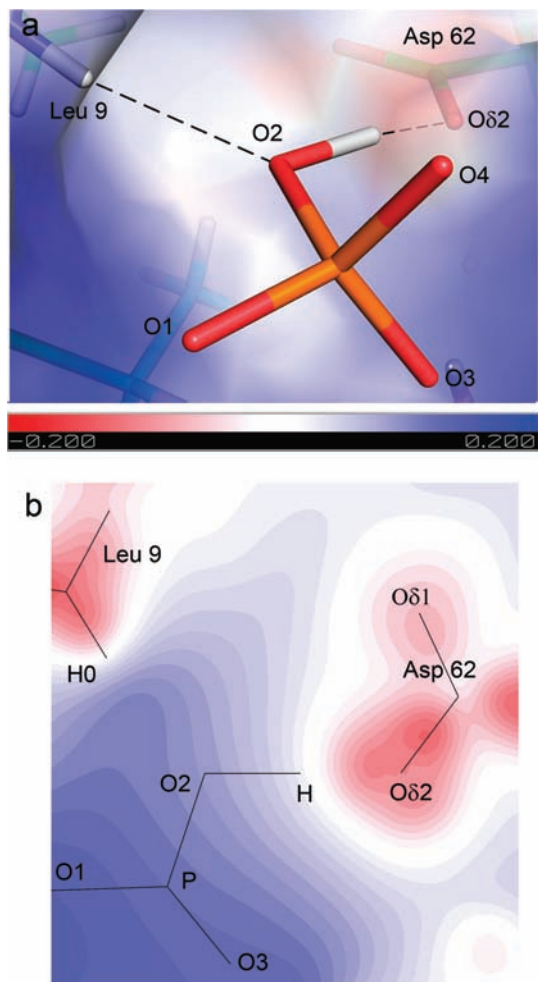 a
Asp 62
Leu 9
O2
Oδ2
O4
O1
O3
−0.200 0.200
b
Leu 9
Oδ1
Asp 62
H0
O2
H
Oδ2
O1
P
O3